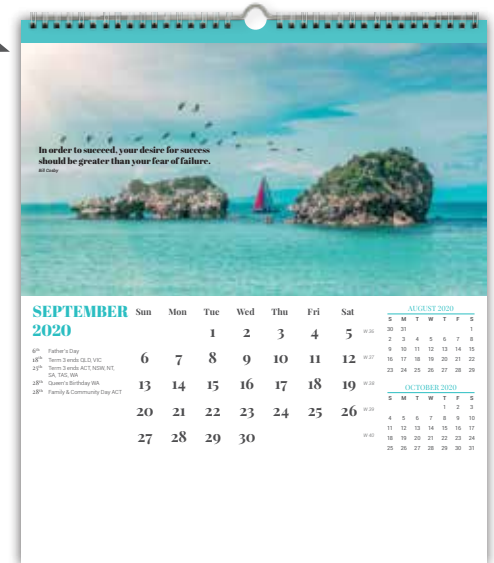 In order to succeed, your desire for success
should be greater than your fear of failure.
Bill Cosby
SEPTEMBER
2020
6th Father's Day
18th Term 3 ends QLD, VIC
25th Term 3 ends ACT, NSW, NT,
SA, TAS, WA
28th Queen's Birthday WA
28th Family & Community Day ACT
Sun Mon Tue Wed Thu Fri Sat
1 2 3 4 5 W 36
6 7 8 9 10 11 12 W 37
13 14 15 16 17 18 19 W 38
20 21 22 23 24 25 26 W 39
27 28 29 30 W 40
AUGUST 2020
S M T W T F S
30 31 1
2 3 4 5 6 7 8
9 10 11 12 13 14 15
16 17 18 19 20 21 22
23 24 25 26 27 28 29
OCTOBER 2020
S M T W T F S
1 2 3
4 5 6 7 8 9 10
11 12 13 14 15 16 17
18 19 20 21 22 23 24
25 26 27 28 29 30 31